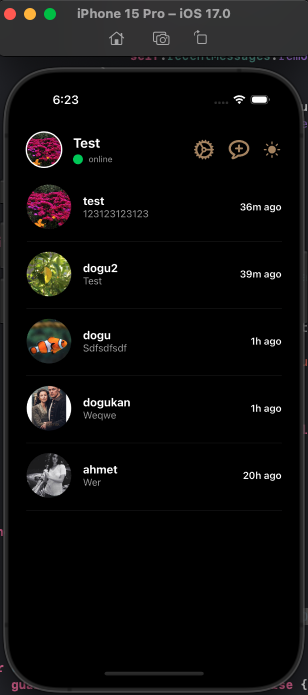 iPhone 15 Pro – iOS 17.0
6:23
Test
online
test
123123123123
36m ago
dogu2
Test
39m ago
dogu
Sdfsdfsdf
1h ago
dogukan
Weqwe
1h ago
ahmet
Wer
20h ago